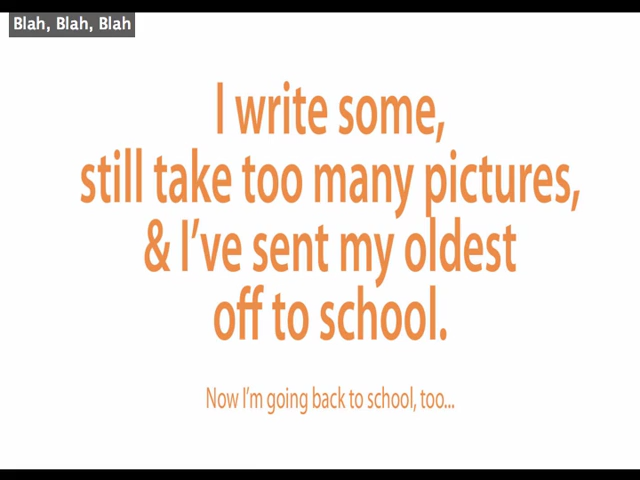 Blah, Blah, Blah
I write some,
still take too many pictures,
& I’ve sent my oldest
off to school.
Now I’m going back to school, too...